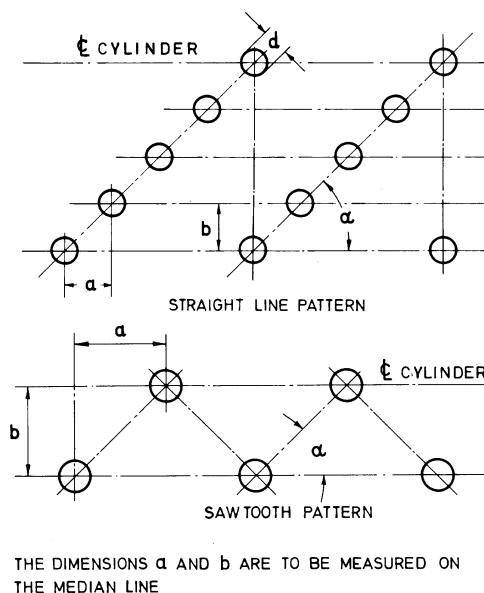 d
℄ CYLINDER
b
α
a
STRAIGHT LINE PATTERN
a
℄ CYLINDER
b
α
SAWTOOTH PATTERN
THE DIMENSIONS a AND b ARE TO BE MEASURED ON
THE MEDIAN LINE